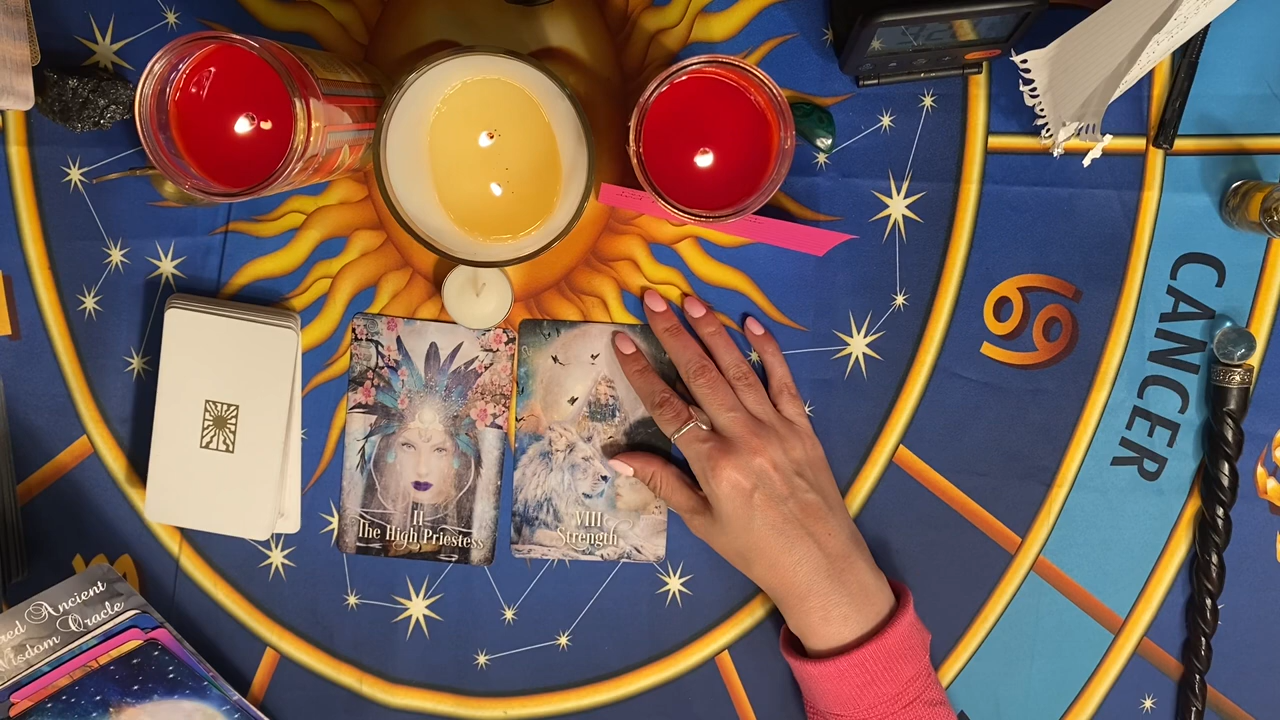 II
The High Priestess
VIII
Strength
CANCER
Ancient
Wisdom Oracle